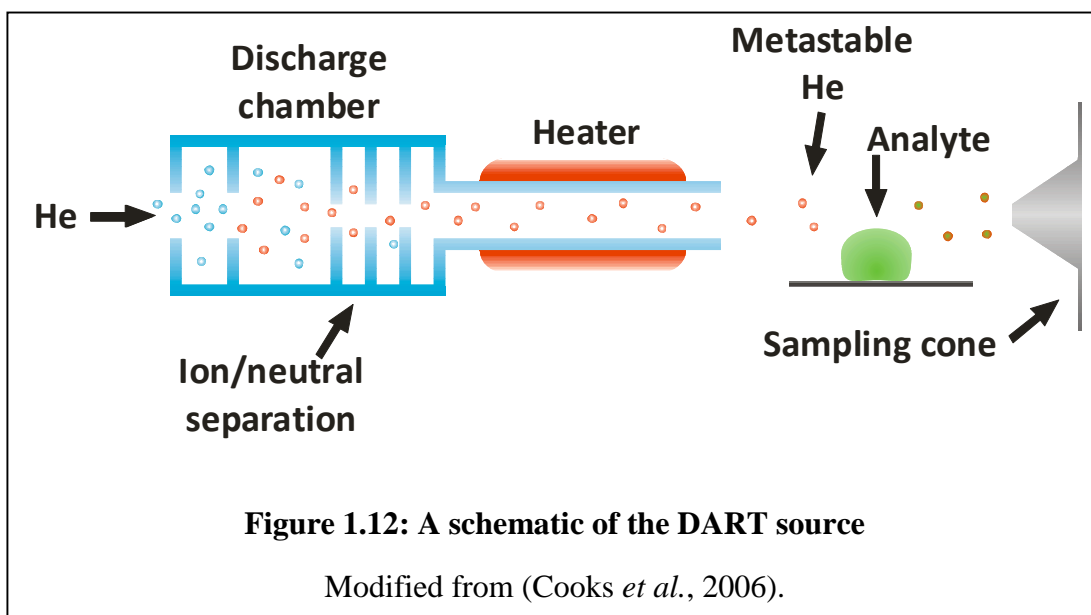 Metastable
He
Discharge
chamber
Heater
Analyte
He
Sampling cone
Ion/neutral
separation
Figure 1.12: A schematic of the DART source
Modified from (Cooks et al., 2006).